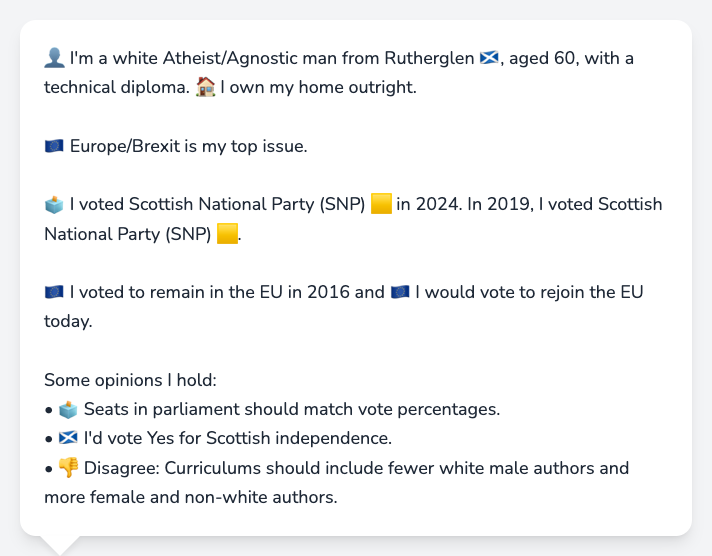 👤 I'm a white Atheist/Agnostic man from Rutherglen 🏴󠁧󠁢󠁳󠁣󠁴󠁿, aged 60, with a
technical diploma. 🏠 I own my home outright.
🇪🇺 Europe/Brexit is my top issue.
🗳️ I voted Scottish National Party (SNP) 🟨 in 2024. In 2019, I voted Scottish
National Party (SNP) 🟨.
🇪🇺 I voted to remain in the EU in 2016 and 🇪🇺 I would vote to rejoin the EU
today.
Some opinions I hold:
• 🗳️ Seats in parliament should match vote percentages.
• 🏴󠁧󠁢󠁳󠁣󠁴󠁿 I'd vote Yes for Scottish independence.
• 👎 Disagree: Curriculums should include fewer white male authors and
more female and non-white authors.